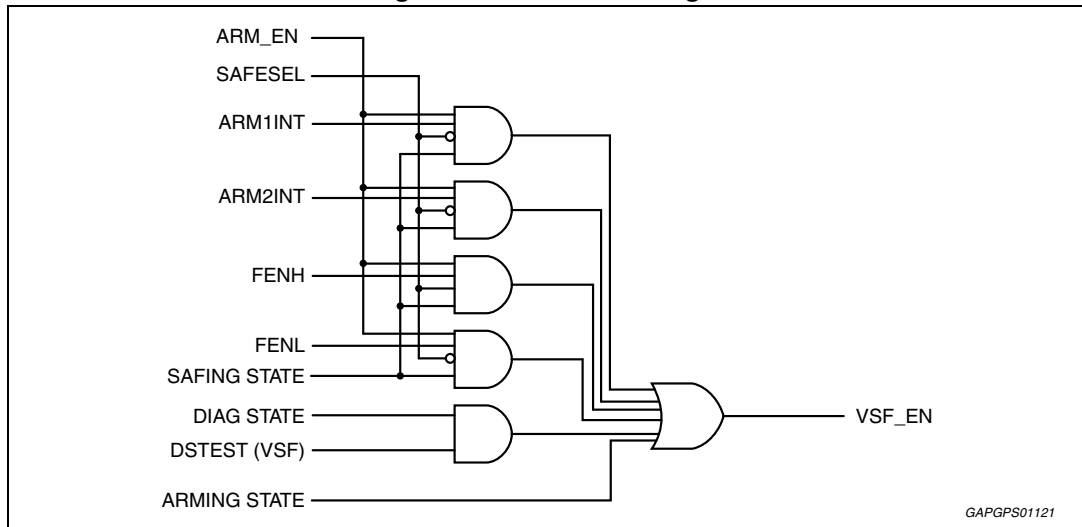 ARM_EN
SAFESEL
ARM1INT
ARM2INT
FENH
FENL
SAFING STATE
DIAG STATE
VSF_EN
DSTEST (VSF)
ARMING STATE
GAPGPS01121